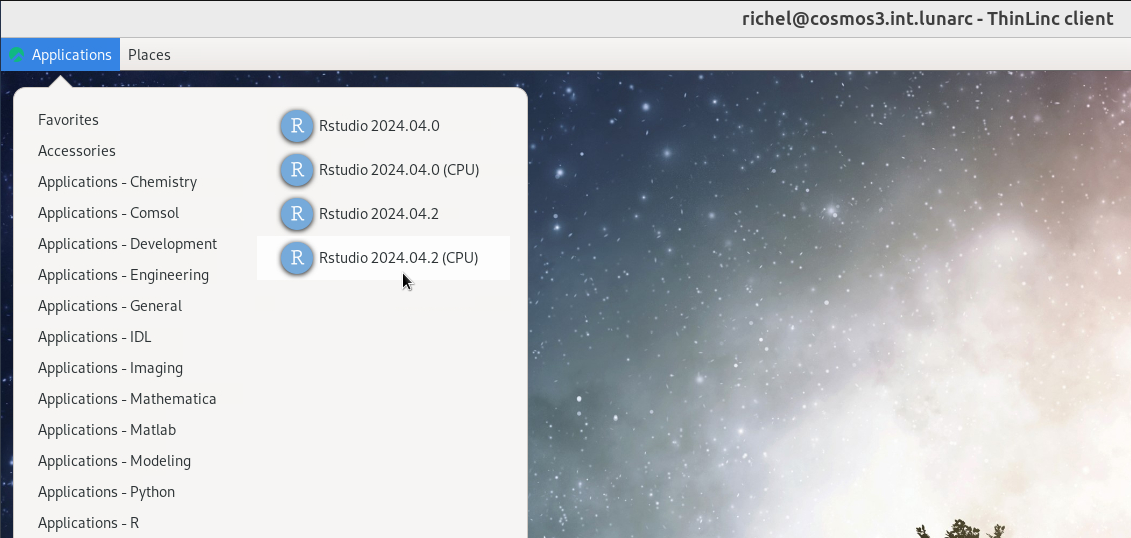 richel@cosmos3.int.lunarc - ThinLinc client
Applications Places
Favorites
Accessories
Applications - Chemistry
Applications - Comsol
Applications - Development
Applications - Engineering
Applications - General
Applications - IDL
Applications - Imaging
Applications - Mathematica
Applications - Matlab
Applications - Modeling
Applications - Python
Applications - R
R Rstudio 2024.04.0
R Rstudio 2024.04.0 (CPU)
R Rstudio 2024.04.2
R Rstudio 2024.04.2 (CPU)